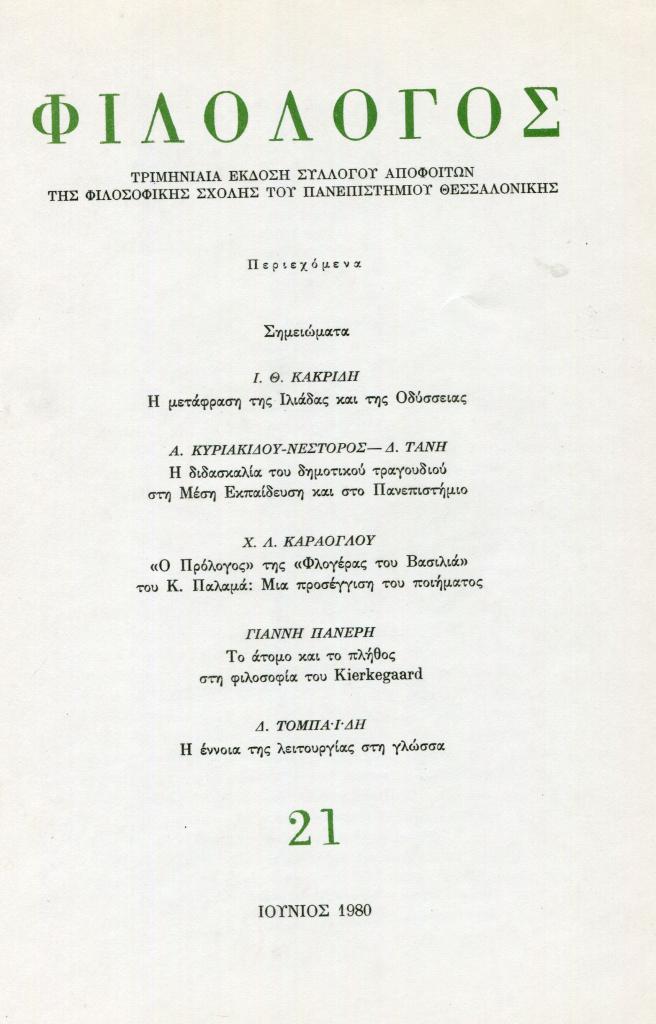 ΦΙΛΟΛΟΓΟΣ
ΤΡΙΜΗΝΙΑΙΑ ΕΚΔΟΣΗ ΣΥΛΛΟΓΟΥ ΑΠΟΦΟΙΤΩΝ
ΤΗΣ ΦΙΛΟΣΟΦΙΚΗΣ ΣΧΟΛΗΣ ΤΟΥ ΠΑΝΕΠΙΣΤΗΜΙΟΥ ΘΕΣΣΑΛΟΝΙΚΗΣ
Περιεχόμενα
Σημειώματα
Ι. Θ. ΚΑΚΡΙΔΗ
Η μετάφραση της Ιλιάδας και της Οδύσσειας
Α. ΚΥΡΙΑΚΙΔΟΥ-ΝΕΣΤΟΡΟΣ — Δ. ΤΑΝΗ
Η διδασκαλία του δημοτικού τραγουδιού
στη Μέση Εκπαίδευση και στο Πανεπιστήμιο
Χ. Λ. ΚΑΡΑΟΓΛΟΥ
«Ο Πρόλογος» της «Φλογέρας του Βασιλιά»
του Κ. Παλαμά: Μια προσέγγιση του ποιήματος
ΓΙΑΝΝΗ ΠΑΝΕΡΗ
Το άτομο και το πλήθος
στη φιλοσοφία του Kierkegaard
Δ. ΤΟΜΠΑ·Ι·ΔΗ
Η έννοια της λειτουργίας στη γλώσσα
21
ΙΟΥΝΙΟΣ 1980